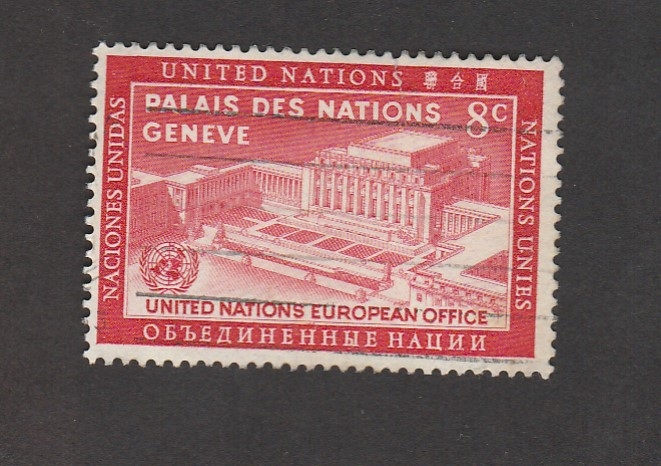 UNITED NATIONS 聯合國
PALAIS DES NATIONS 8c
GENEVE
NACIONES UNIDAS
NATIONS UNIES
UNITED NATIONS EUROPEAN OFFICE
ОБЪЕДИНЕННЫЕ НАЦИИ